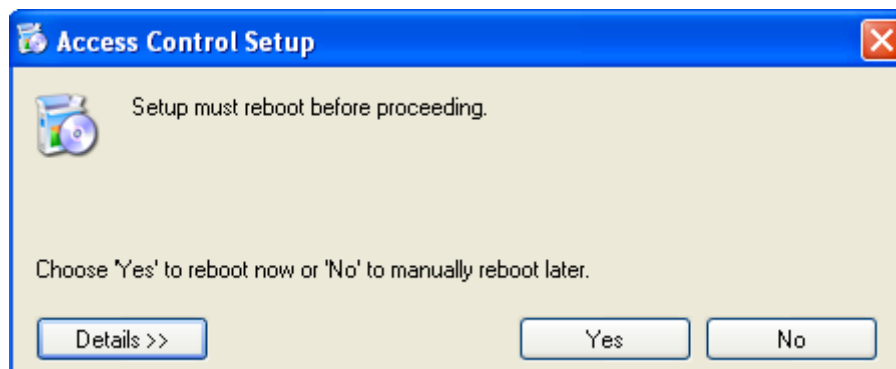 Access Control Setup
Setup must reboot before proceeding.
Choose 'Yes' to reboot now or 'No' to manually reboot later.
Details >>
Yes
No